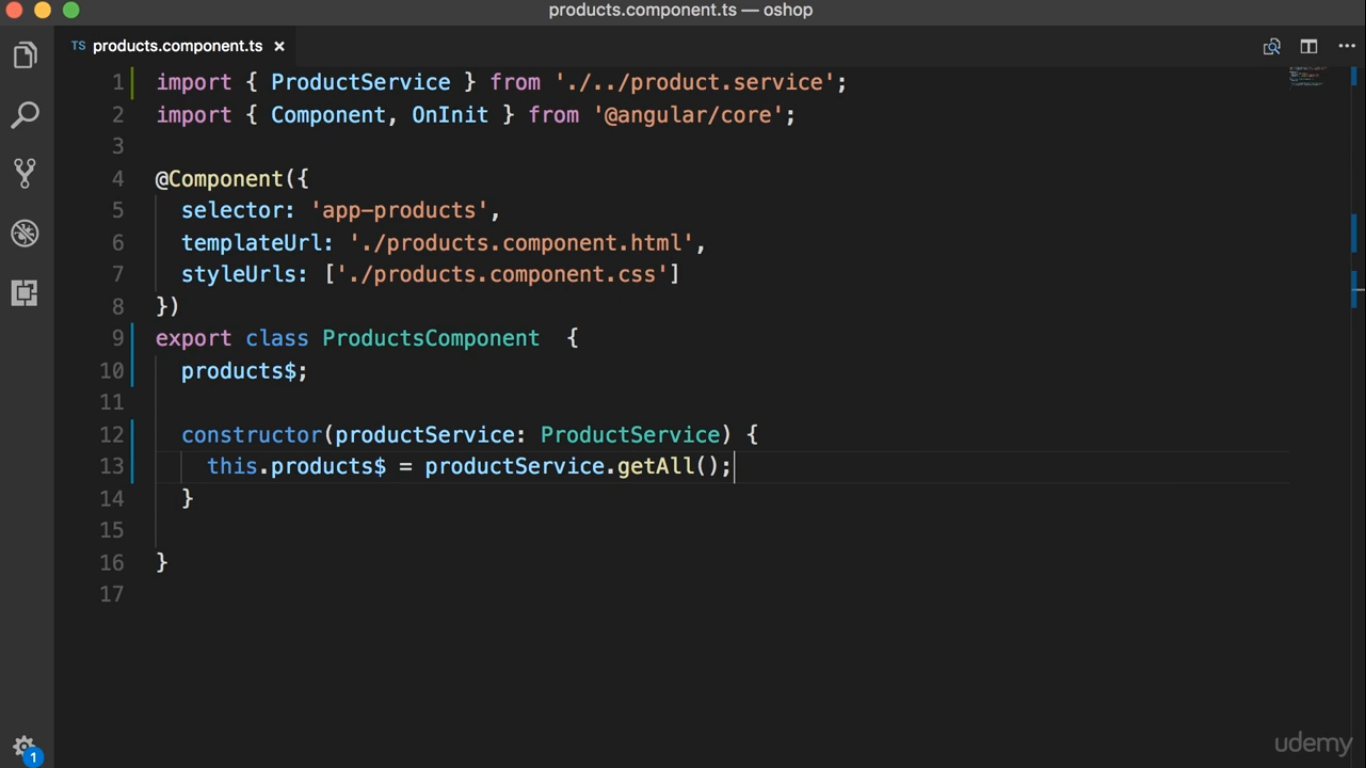 products.component.ts — oshop
TS products.component.ts ×
1 import { ProductService } from './../product.service';
2 import { Component, OnInit } from '@angular/core';
3
4 @Component({
5   selector: 'app-products',
6   templateUrl: './products.component.html',
7   styleUrls: ['./products.component.css']
8 })
9 export class ProductsComponent  {
10   products$;
11
12   constructor(productService: ProductService) {
13     this.products$ = productService.getAll();
14   }
15
16 }
17
1
udemy